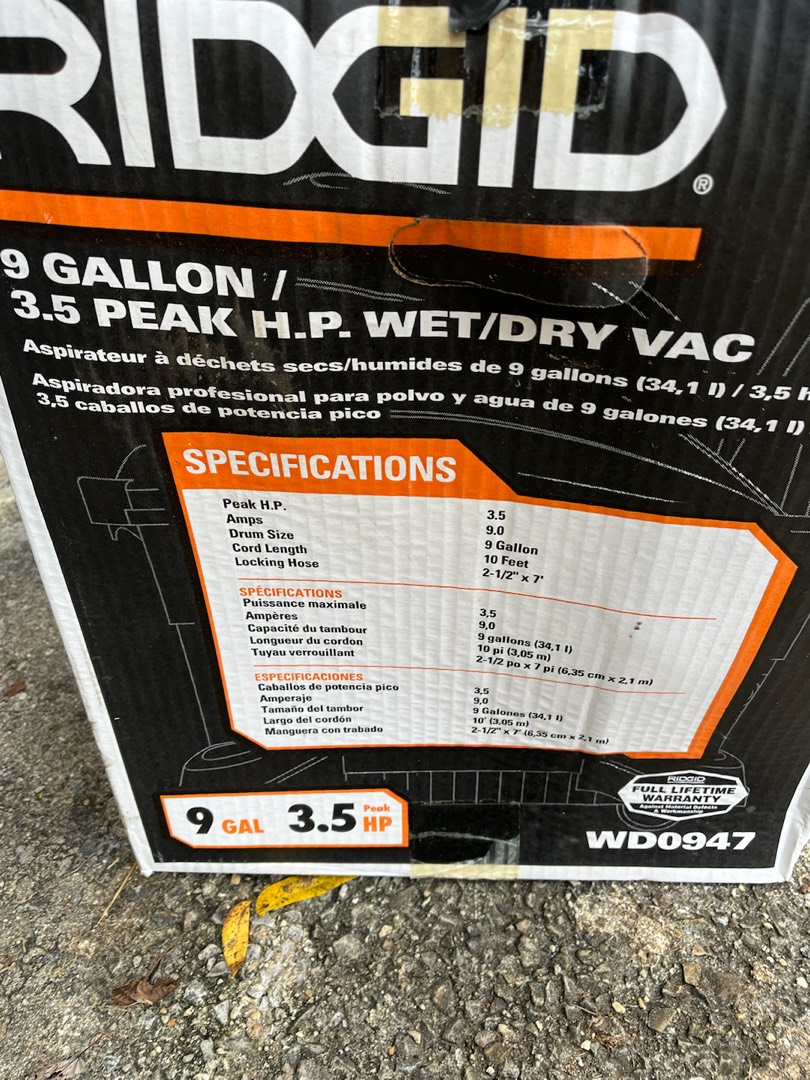 RIDGID®
9 GALLON /
3.5 PEAK H.P. WET/DRY VAC
Aspirateur à déchets secs/humides de 9 gallons (34,1 l) / 3,5
Aspiradora profesional para polvo y agua de 9 galones (34,1 l)
3,5 caballos de potencia pico
SPECIFICATIONS
Peak H.P. 3.5
Amps 9.0
Drum Size 9 Gallon
Cord Length 10 Feet
Locking Hose 2-1/2" x 7'
SPÉCIFICATIONS
Puissance maximale 3,5
Ampères 9,0
Capacité du tambour 9 gallons (34,1 l)
Longueur du cordon 10 pi (3,05 m)
Tuyau verrouillant 2-1/2 po x 7 pi (6,35 cm x 2,1 m)
ESPECIFICACIONES
Caballos de potencia pico 3,5
Amperaje 9,0
Tamaño del tambor 9 Galones (34,1 l)
Largo del cordón 10' (3,05 m)
Manguera con trabado 2-1/2" x 7' (6,35 cm x 2,1 m)
RIDGID
FULL LIFETIME
WARRANTY
Against Material Defects
& Workmanship
9 GAL 3.5 Peak HP
WD0947